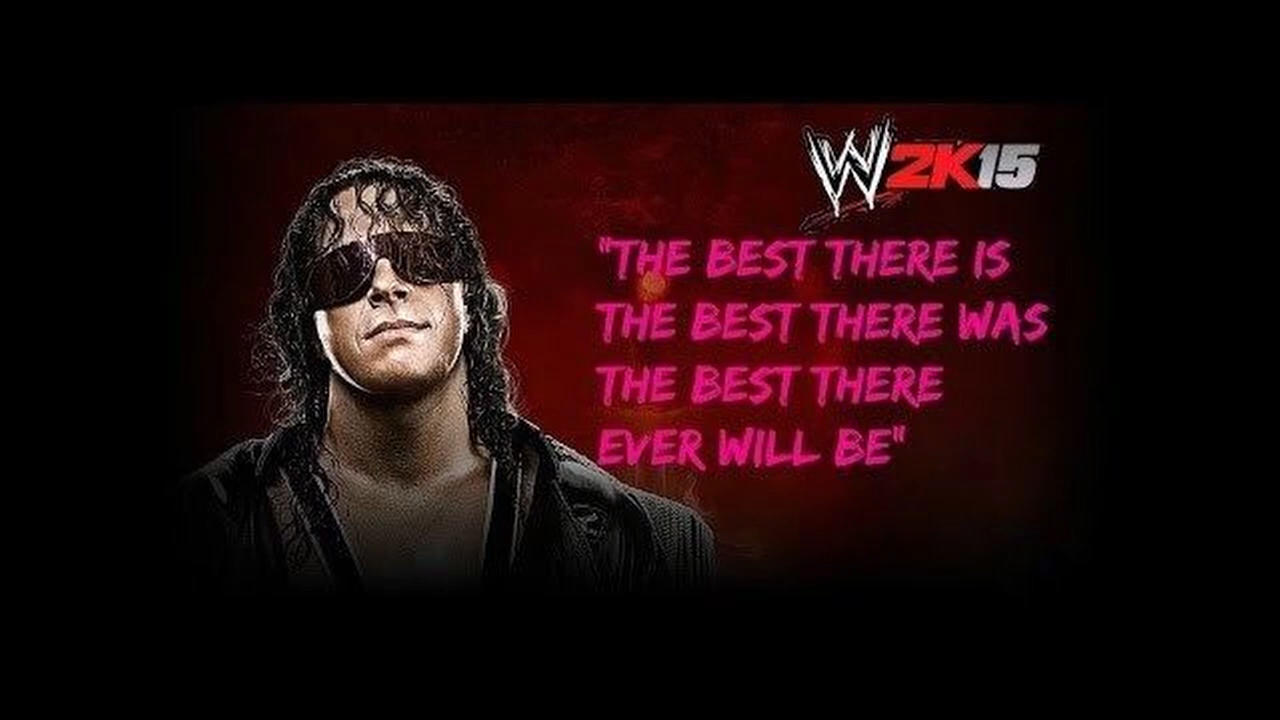 W2K15
"THE BEST THERE IS
THE BEST THERE WAS
THE BEST THERE
EVER WILL BE"